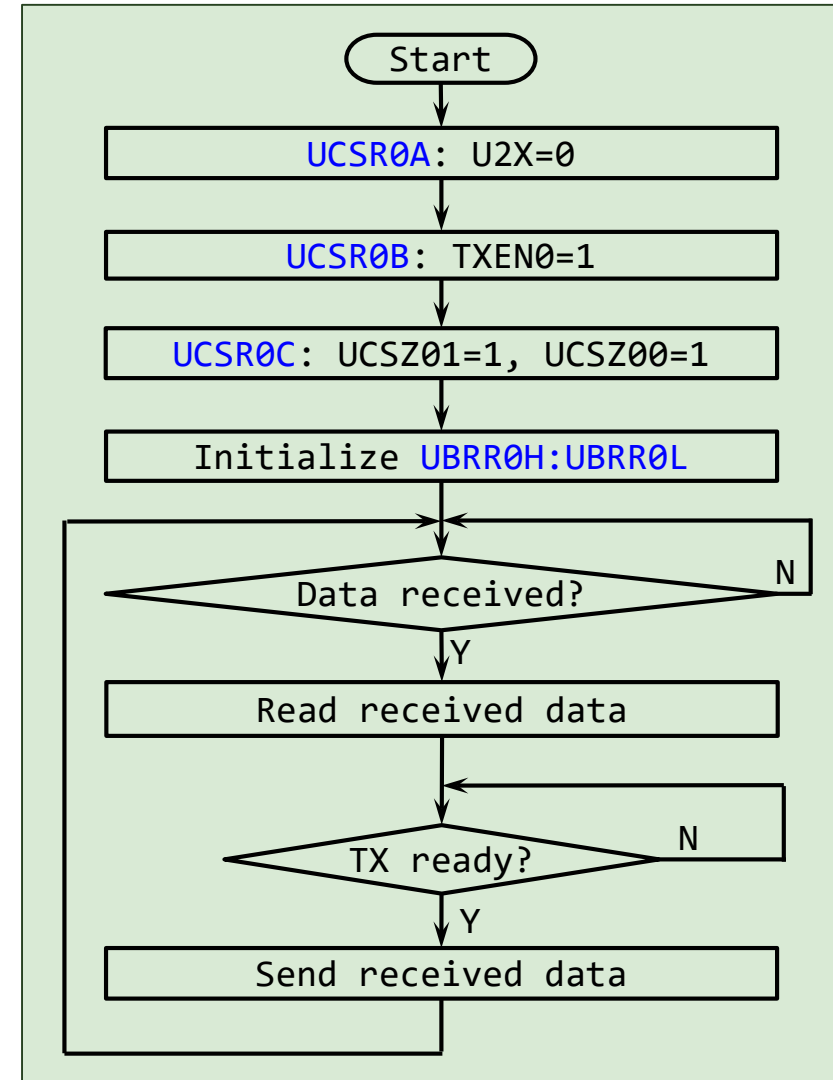 Start
UCSR0A: U2X=0
UCSR0B: TXEN0=1
UCSR0C: UCSZ01=1, UCSZ00=1
Initialize UBRR0H:UBRR0L
Data received?
N
Y
Read received data
TX ready?
N
Y
Send received data